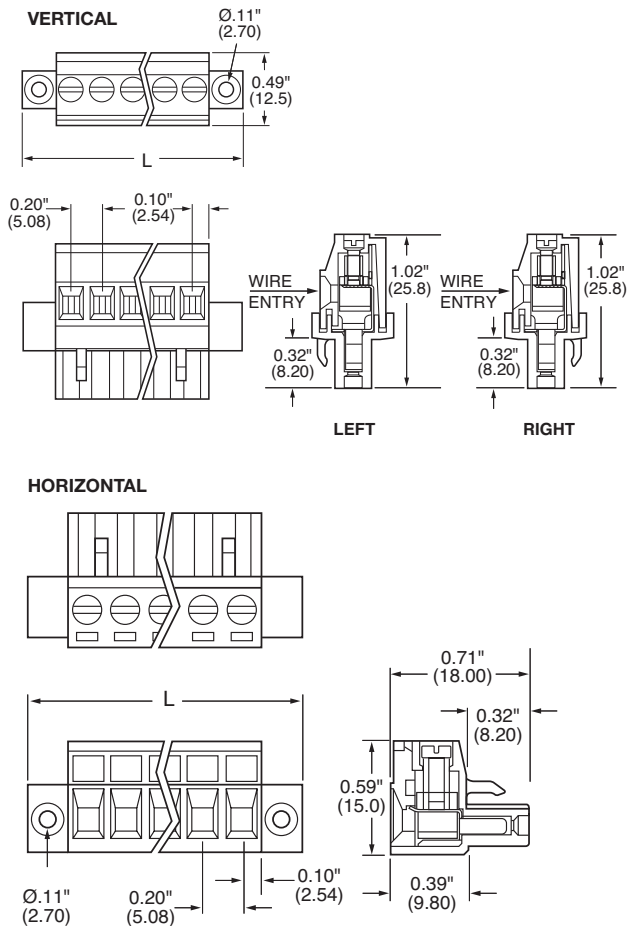 VERTICAL
Ø.11"
(2.70)
0.49"
(12.5)
L
0.20"
(5.08)
0.10"
(2.54)
WIRE
ENTRY
1.02"
(25.8)
0.32"
(8.20)
LEFT
WIRE
ENTRY
1.02"
(25.8)
0.32"
(8.20)
RIGHT
HORIZONTAL
L
Ø.11"
(2.70)
0.20"
(5.08)
0.10"
(2.54)
0.71"
(18.00)
0.32"
(8.20)
0.59"
(15.0)
0.39"
(9.80)